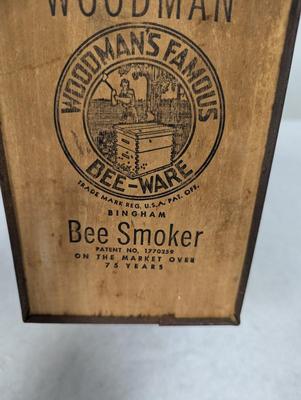 WOODMAN
WOODMAN'S FAMOUS
BEE-WARE
TRADE MARK REG. U.S.A. PAT. OFF.
BINGHAM
Bee Smoker
PATENT NO. 1770259
ON THE MARKET OVER
75 YEARS